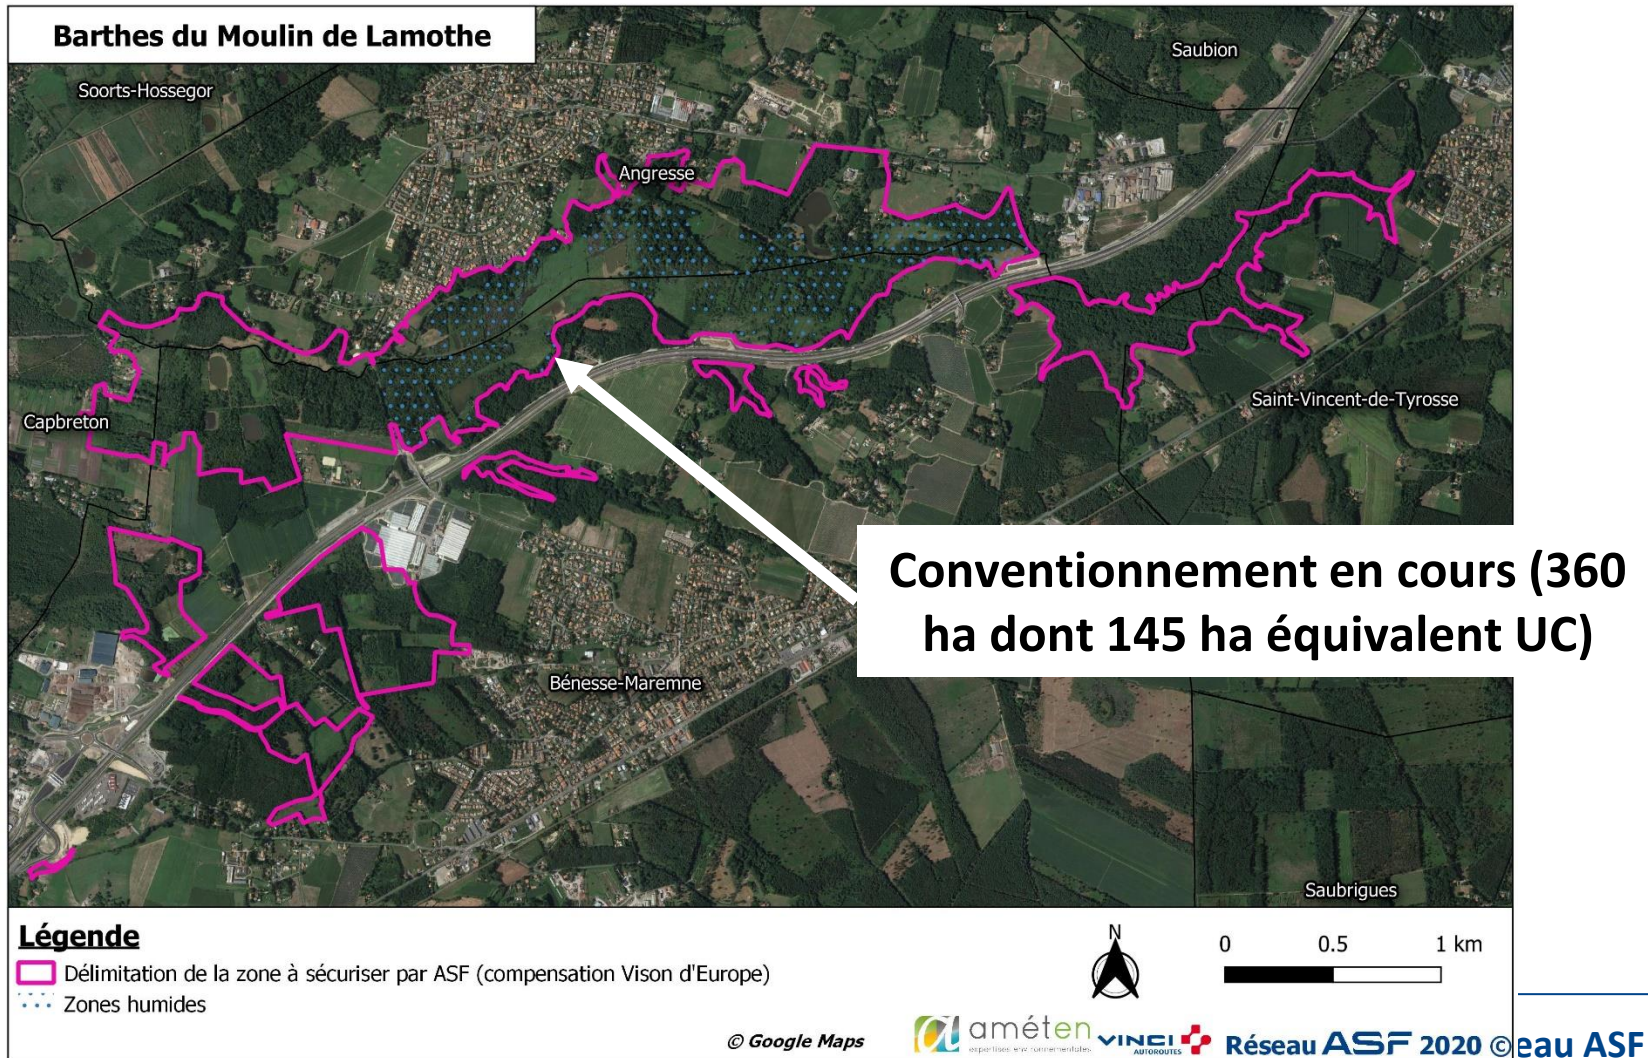 Barthes du Moulin de Lamothe
Saubion
Soorts-Hossegor
Angresse
Saint-Vincent-de-Tyrosse
Capbreton
Conventionnement en cours (360
ha dont 145 ha équivalent UC)
Bénesse-Maremne
Saubrigues
Légende
Délimitation de la zone à sécuriser par ASF (compensation Vison d'Europe)
Zones humides
N
0 0.5 1 km
© Google Maps
améten
expertises environnementales
VINCI
AUTOROUTES
Réseau ASF 2020 ©
eau ASF